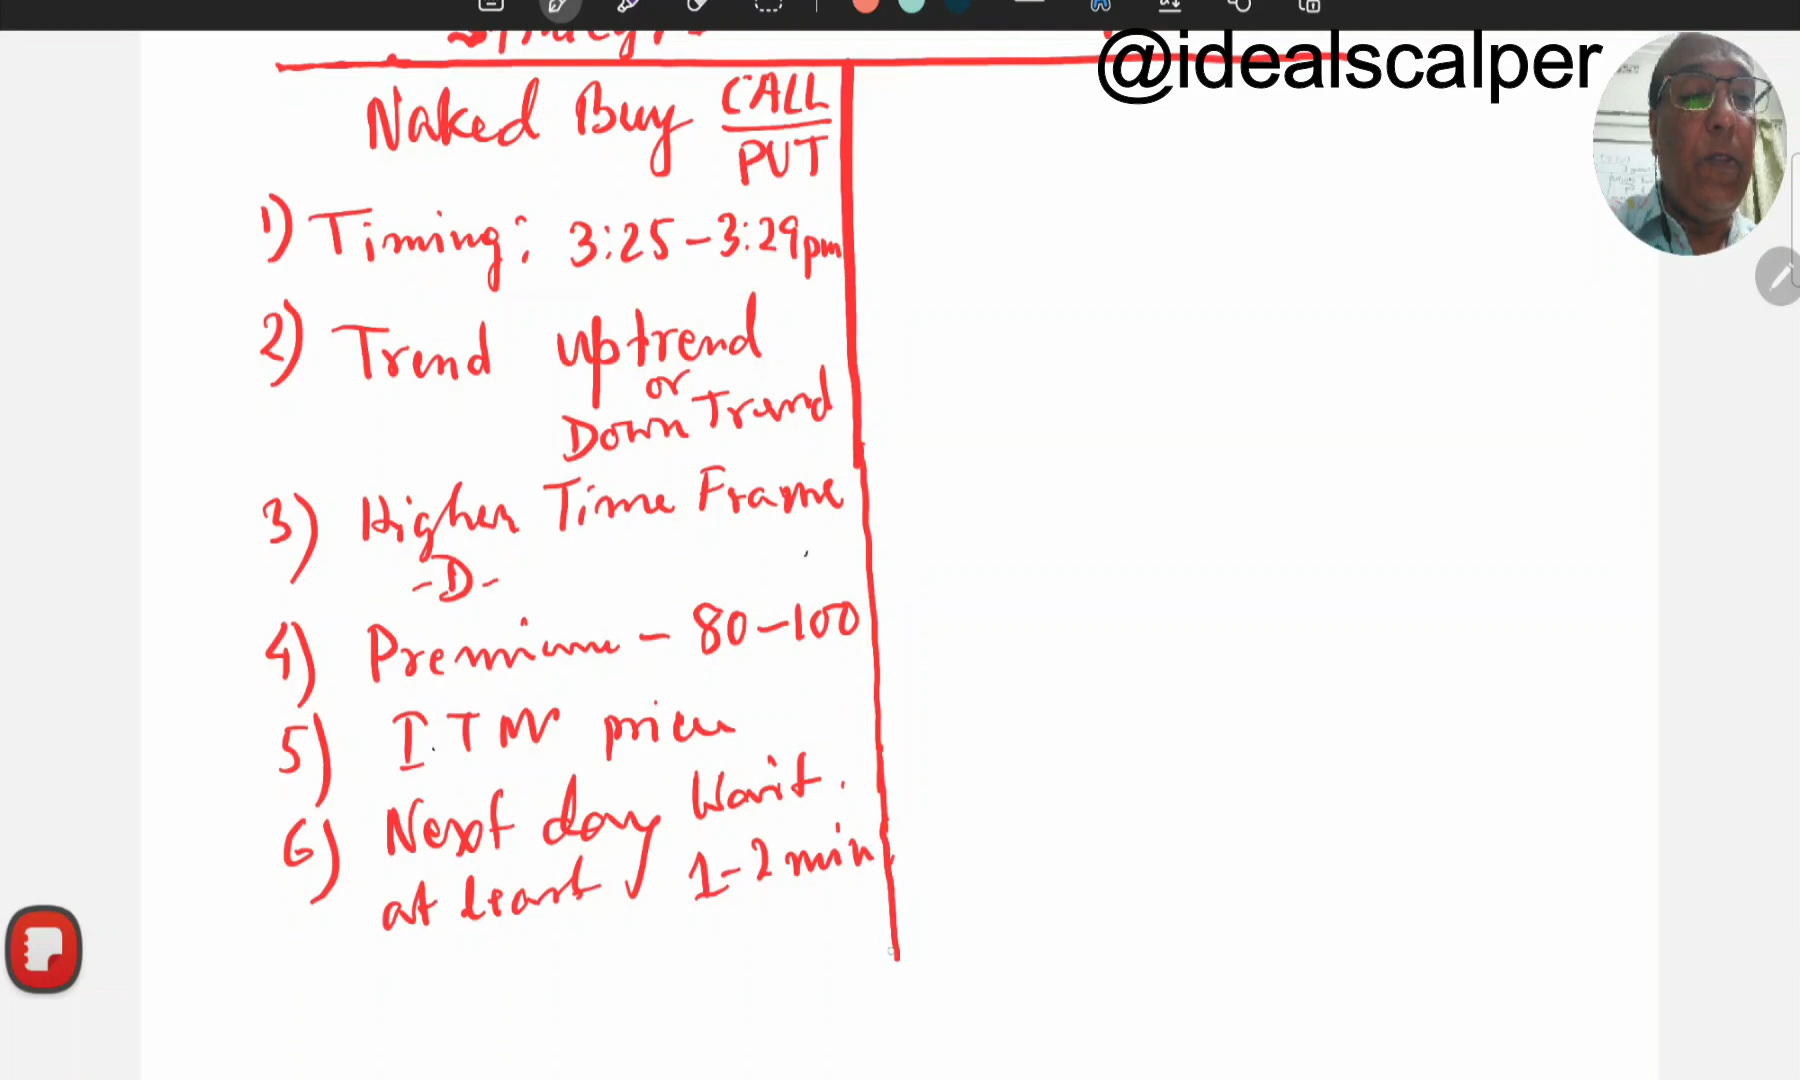 @idealscalper
Naked Buy CALL
PUT
1) Timing: 3:25-3:29pm
2) Trend uptrend
or
Down Trend
3) Higher Time Frame
-D-
4) Premium - 80-100
5) I.TM price
6) Next day Wait.
at least 1-2 min